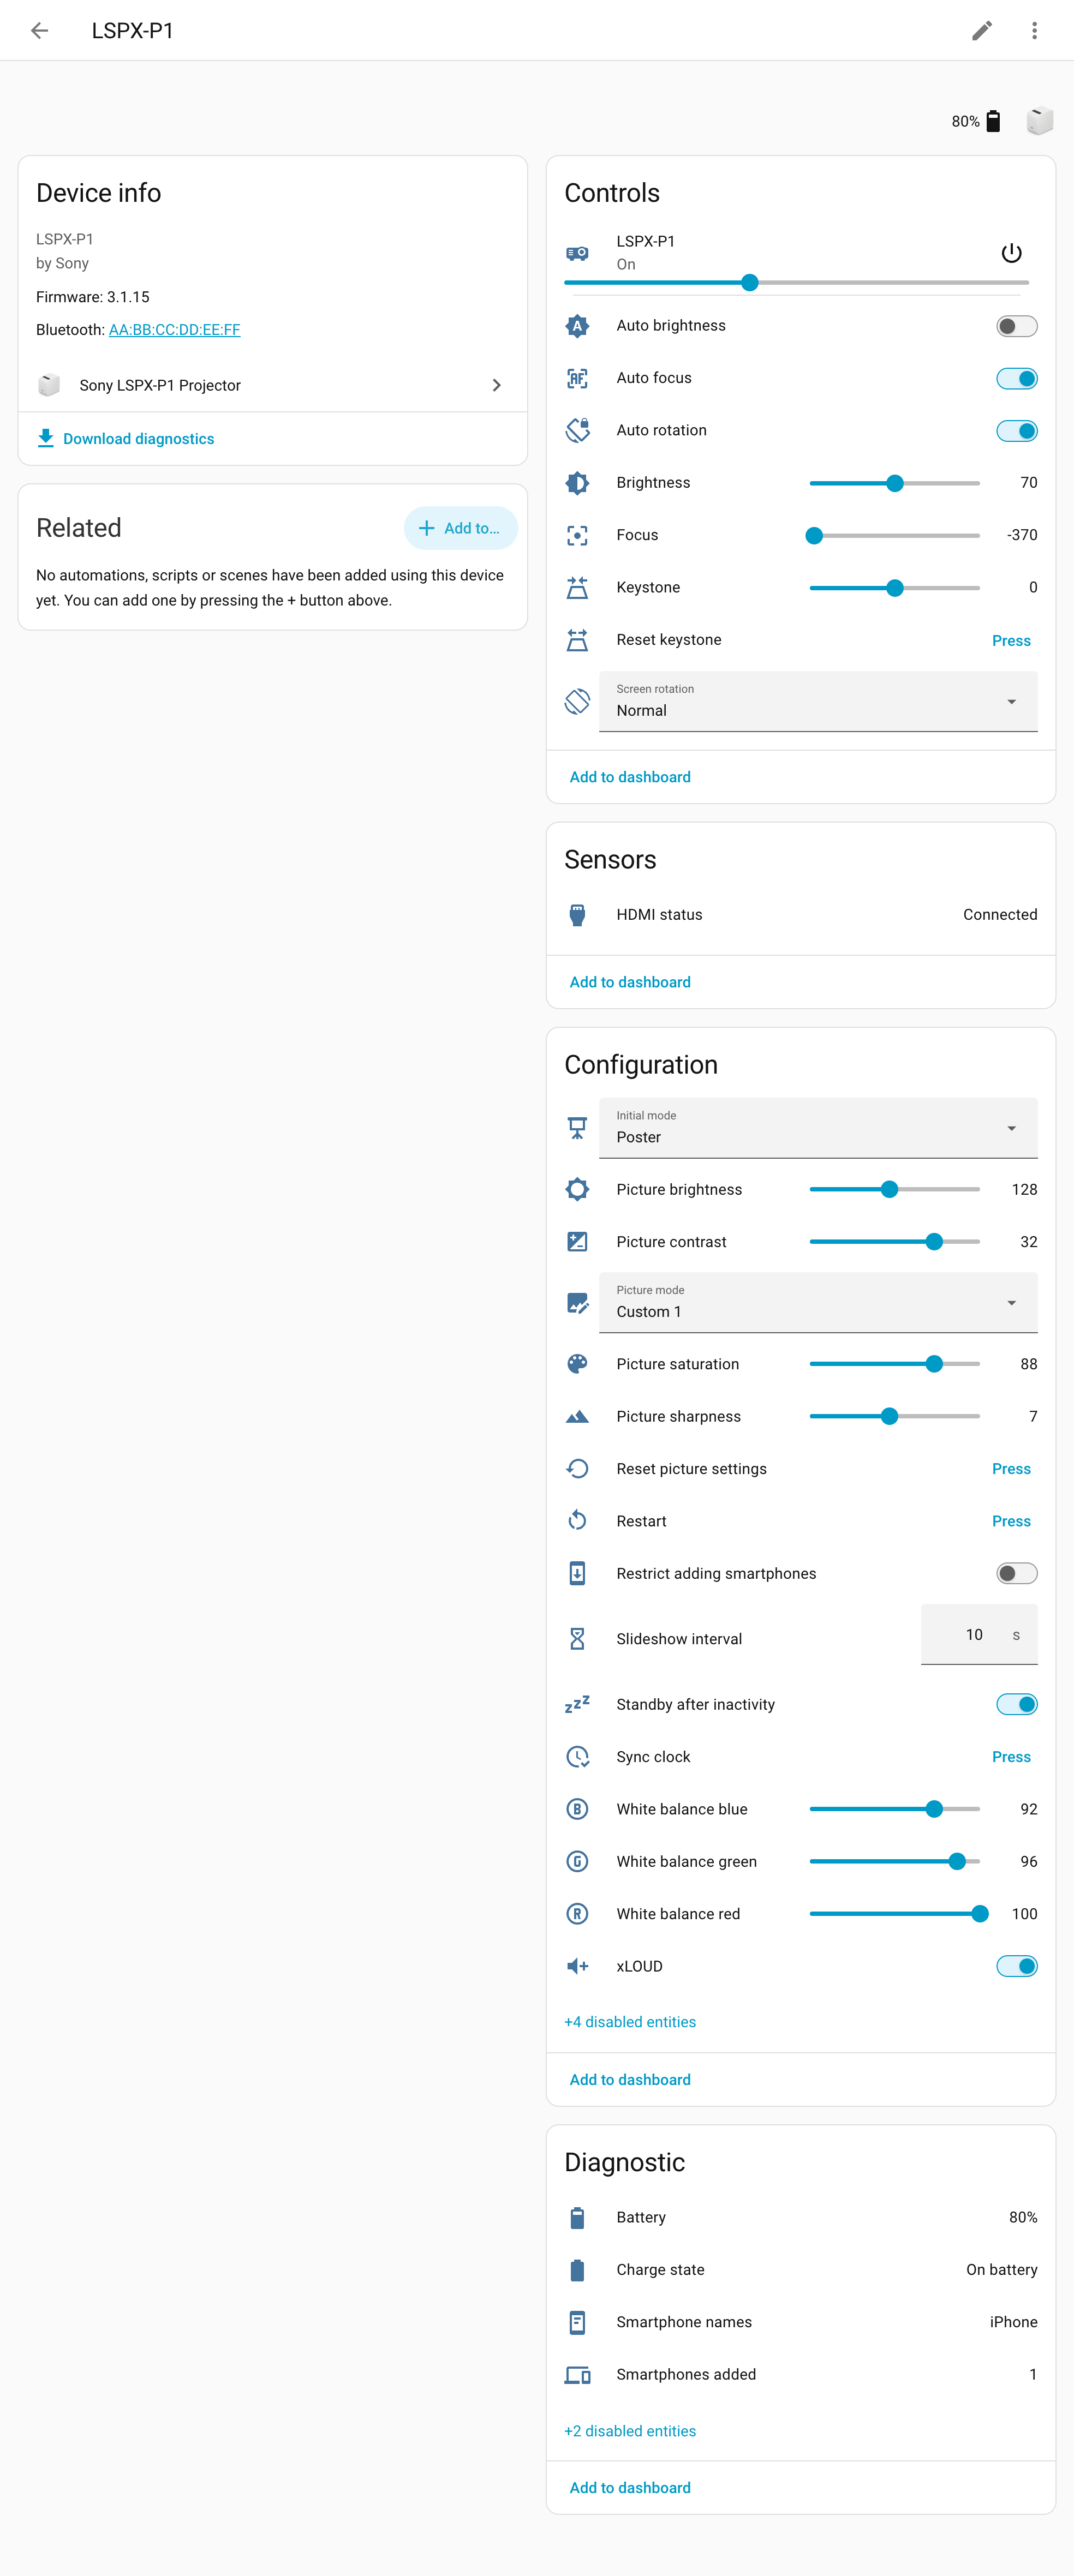 LSPX-P1
80%
Device info
LSPX-P1
by Sony
Firmware: 3.1.15
Bluetooth: AA:BB:CC:DD:EE:FF
Sony LSPX-P1 Projector
Download diagnostics
Related
Add to...
No automations, scripts or scenes have been added using this device
yet. You can add one by pressing the + button above.
Controls
LSPX-P1
On
Auto brightness
Auto focus
Auto rotation
Brightness 70
Focus -370
Keystone 0
Reset keystone Press
Screen rotation
Normal
Add to dashboard
Sensors
HDMI status Connected
Add to dashboard
Configuration
Initial mode
Poster
Picture brightness 128
Picture contrast 32
Picture mode
Custom 1
Picture saturation 88
Picture sharpness 7
Reset picture settings Press
Restart Press
Restrict adding smartphones
Slideshow interval 10 s
Standby after inactivity
Sync clock Press
White balance blue 92
White balance green 96
White balance red 100
xLOUD
+4 disabled entities
Add to dashboard
Diagnostic
Battery 80%
Charge state On battery
Smartphone names iPhone
Smartphones added 1
+2 disabled entities
Add to dashboard